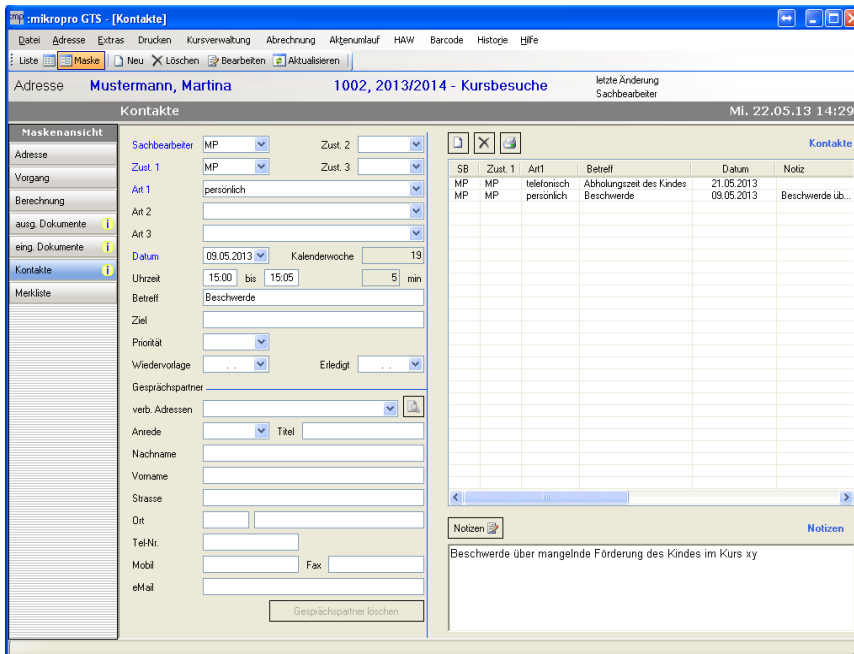 :mp :mikropro GTS - [Kontakte]
Datei Adresse Extras Drucken Kursverwaltung Abrechnung Aktenumlauf HAW Barcode Historie Hilfe
Liste Maske Neu Löschen Bearbeiten Aktualisieren
Adresse Mustermann, Martina 1002, 2013/2014 - Kursbesuche letzte Änderung
Sachbearbeiter
Kontakte Mi. 22.05.13 14:29
Maskenansicht
Adresse
Vorgang
Berechnung
ausg. Dokumente i
eing. Dokumente i
Kontakte i
Merkliste
Sachbearbeiter MP Zust. 2
Zust. 1 MP Zust. 3
Art 1 persönlich
Art 2
Art 3
Datum 09.05.2013 Kalenderwoche 19
Uhrzeit 15:00 bis 15:05 5 min
Betreff Beschwerde
Ziel
Priorität
Wiedervorlage . . Erledigt . .
Gesprächspartner
verb. Adressen
Anrede Titel
Nachname
Vorname
Strasse
Ort
Tel-Nr.
Mobil Fax
eMail
Gesprächspartner löschen
Kontakte
SB Zust. 1 Art1 Betreff Datum Notiz
MP MP telefonisch Abholungszeit des Kindes 21.05.2013
MP MP persönlich Beschwerde 09.05.2013 Beschwerde üb...
Notizen Notizen
Beschwerde über mangelnde Förderung des Kindes im Kurs xy